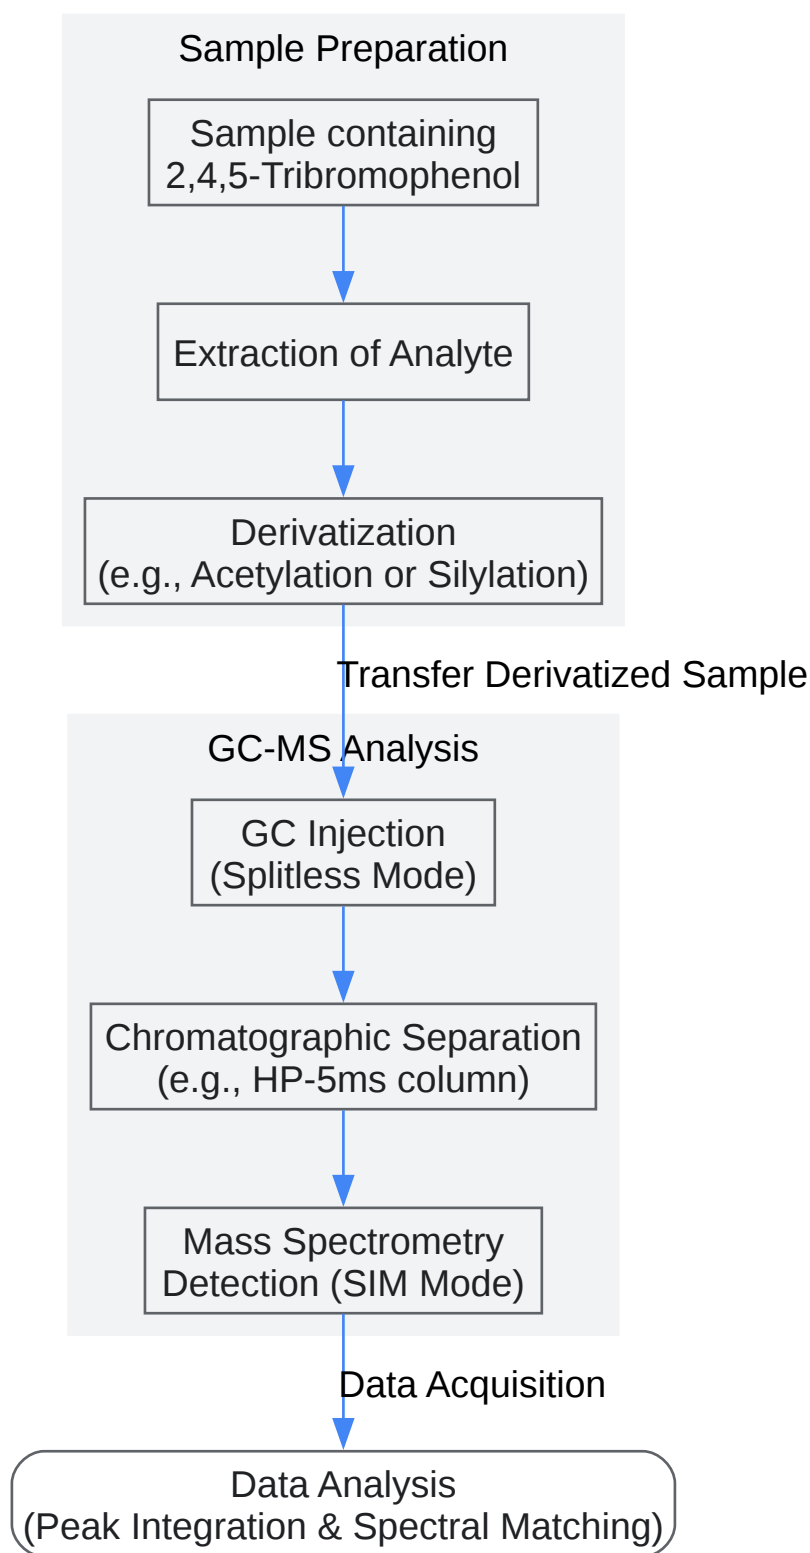 Sample Preparation
Sample containing
2,4,5-Tribromophenol
Extraction of Analyte
Derivatization
(e.g., Acetylation or Silylation)
Transfer Derivatized Sample
GC-MS Analysis
GC Injection
(Splitless Mode)
Chromatographic Separation
(e.g., HP-5ms column)
Mass Spectrometry
Detection (SIM Mode)
Data Acquisition
Data Analysis
(Peak Integration & Spectral Matching)